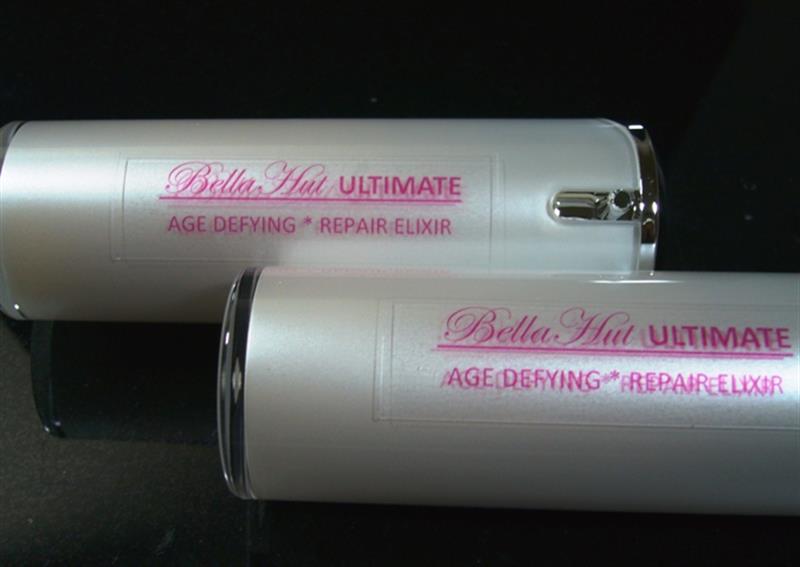 Bella Hut ULTIMATE
AGE DEFYING * REPAIR ELIXIR
Bella Hut ULTIMATE
AGE DEFYING * REPAIR ELIXIR